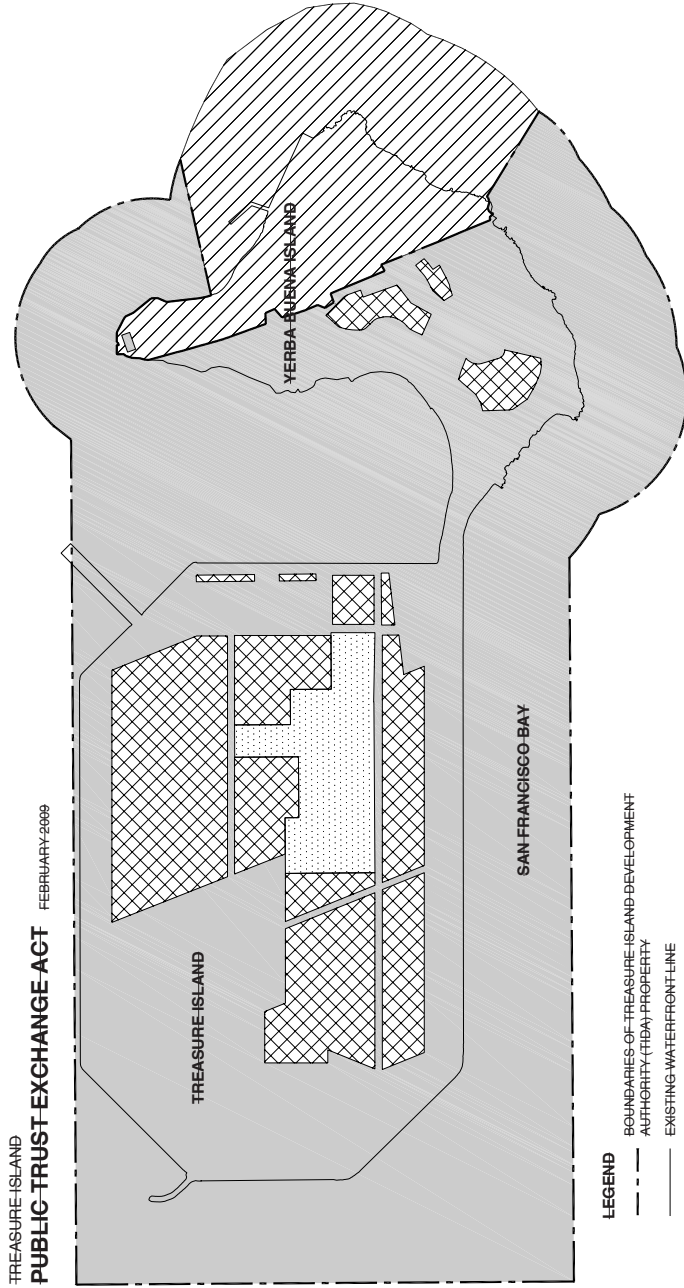 TREASURE ISLAND
PUBLIC TRUST EXCHANGE ACT FEBRUARY 2009
TREASURE ISLAND
YERBA BUENA ISLAND
SAN FRANCISCO BAY
LEGEND
BOUNDARIES OF TREASURE ISLAND DEVELOPMENT
AUTHORITY (TIDA) PROPERTY
EXISTING WATERFRONT LINE